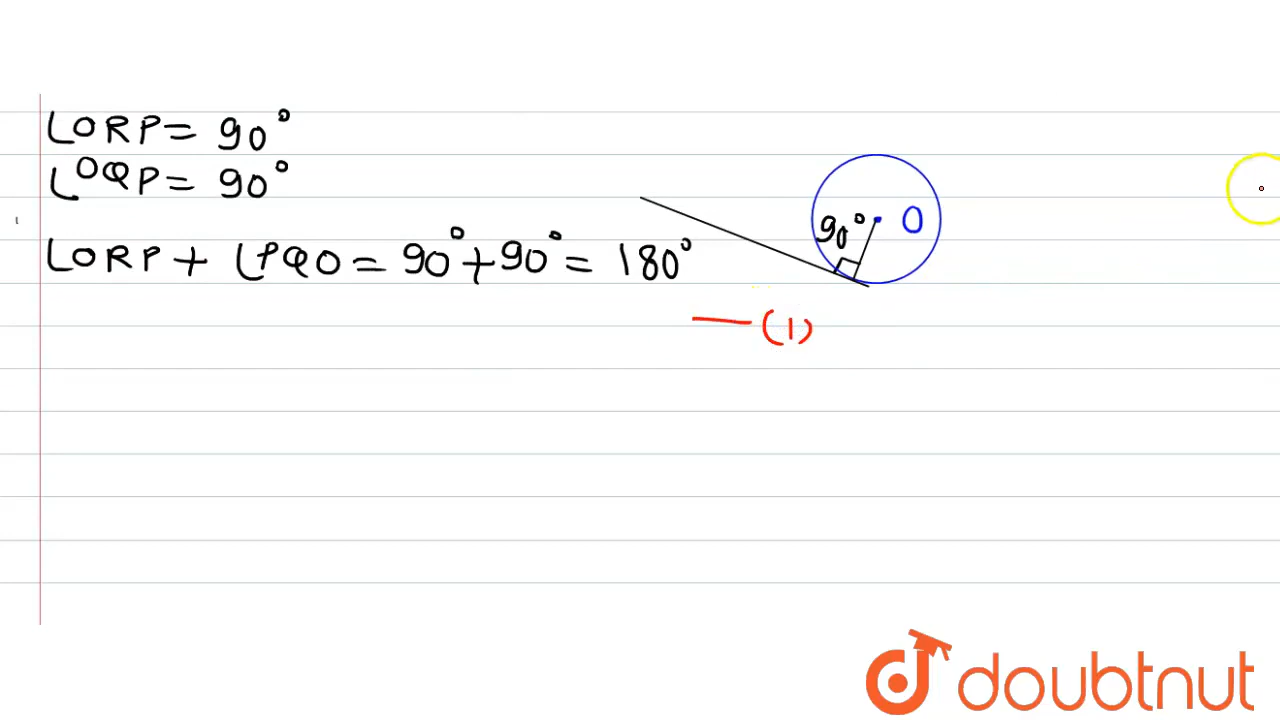 ∠ORP = 90°
∠OQP = 90°
∠ORP + ∠PQO = 90° + 90° = 180°
— (1)
90° O
doubtnut